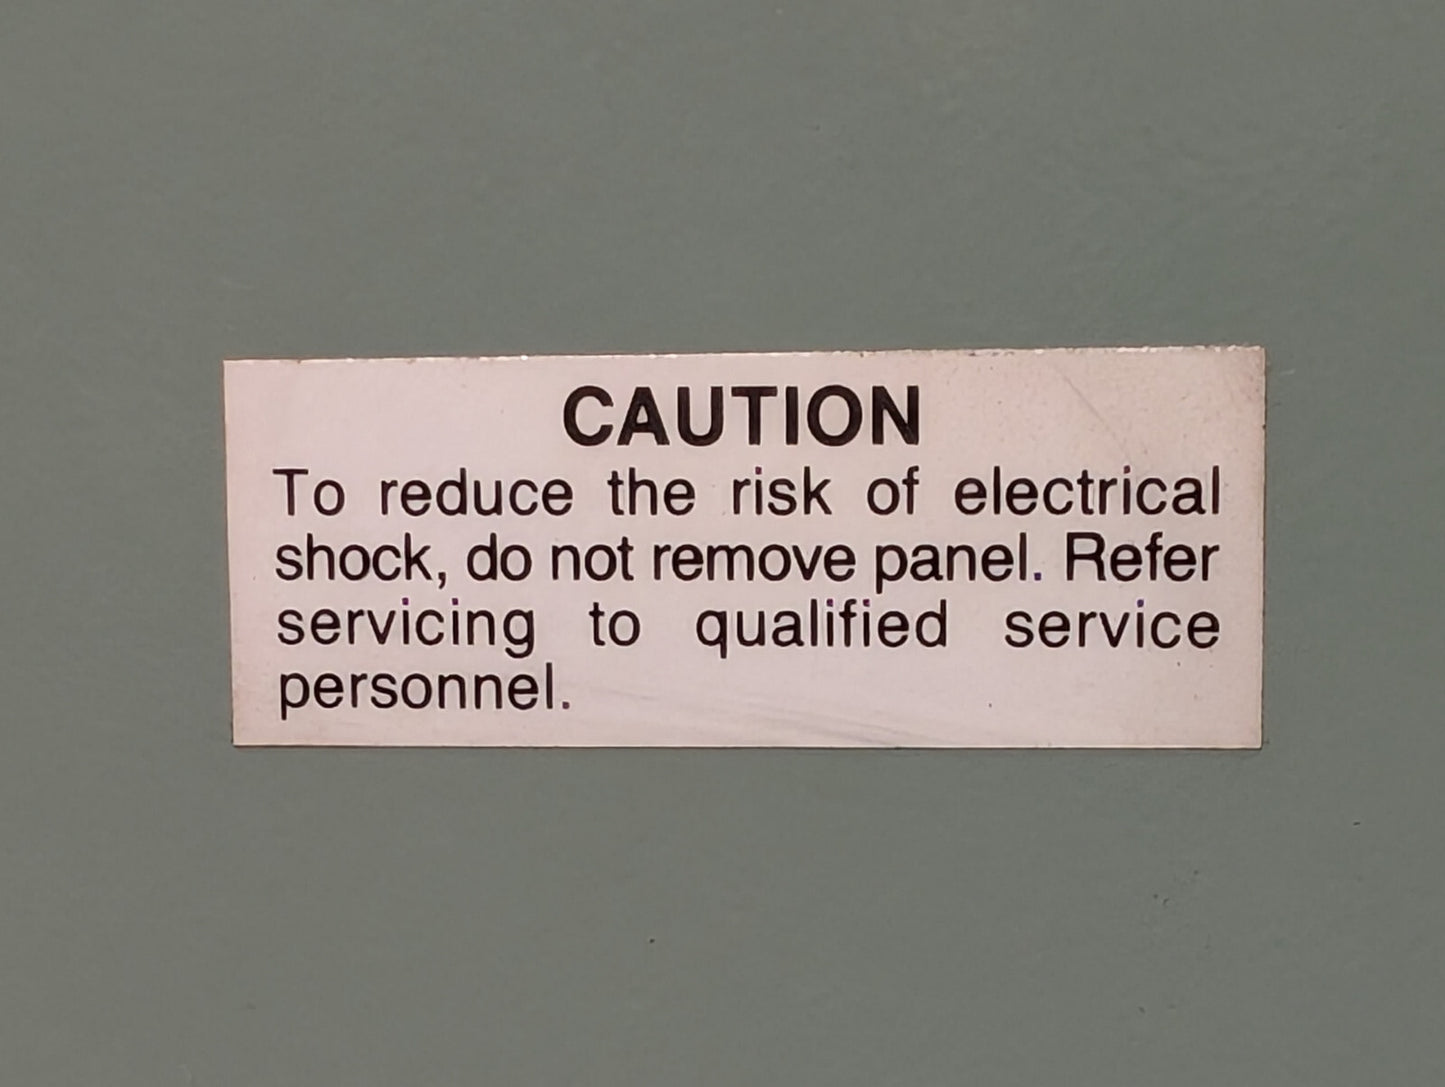 CAUTION
To reduce the risk of electrical
shock, do not remove panel. Refer
servicing to qualified service
personnel.